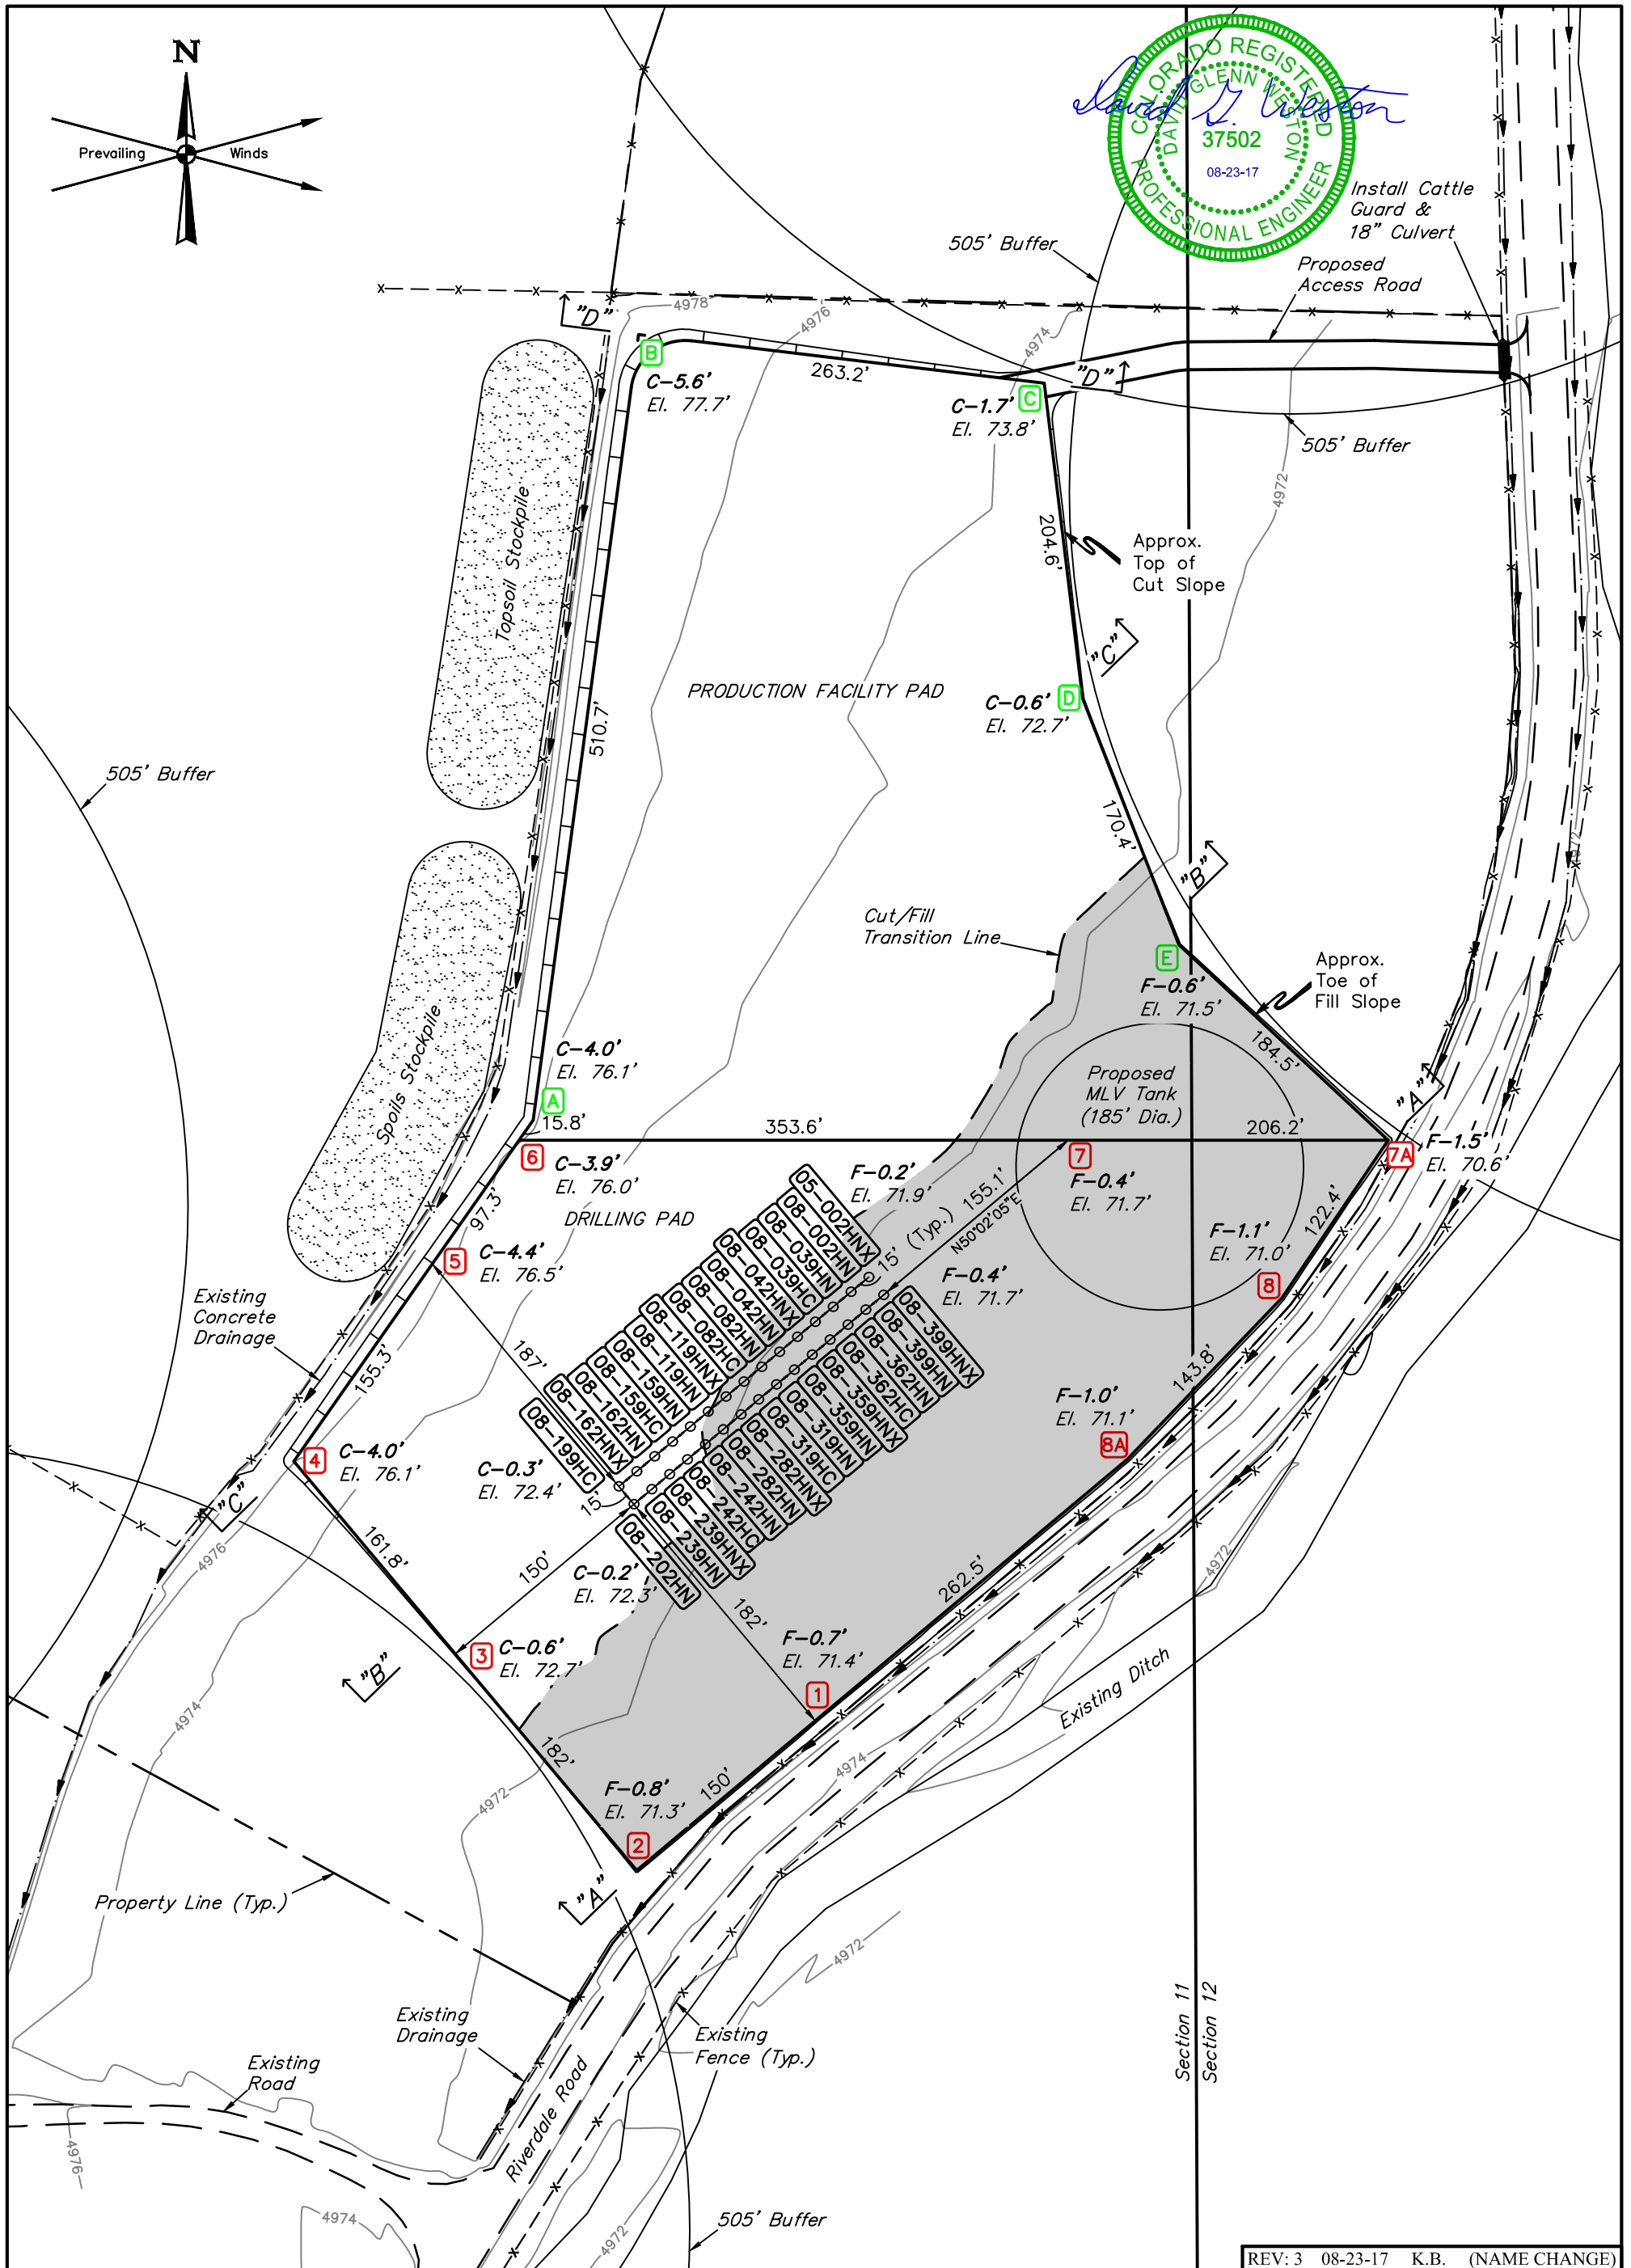 N
Prevailing Winds
COLORADO REGISTERED
PROFESSIONAL ENGINEER
DAVID GLENN WESTON
37502
08-23-17
David G. Weston
Install Cattle
Guard &
18" Culvert
505' Buffer
Proposed
Access Road
"D"
4978
4976
4974
B
C-5.6'
El. 77.7'
263.2'
"D"
C-1.7' C
El. 73.8'
505' Buffer
4972
Topsoil Stockpile
204.6'
Approx.
Top of
Cut Slope
"C"
PRODUCTION FACILITY PAD
510.7'
C-0.6' D
El. 72.7'
505' Buffer
170.4'
4972
"B"
Cut/Fill
Transition Line
E
F-0.6'
El. 71.5'
Approx.
Toe of
Fill Slope
Spoils Stockpile
184.5'
C-4.0'
El. 76.1'
A
15.8'
Proposed
MLV Tank
(185' Dia.)
"A"
353.6'
206.2'
6
C-3.9'
El. 76.0'
7
F-0.4'
El. 71.7'
7A
F-1.5'
El. 70.6'
F-0.2'
El. 71.9'
97.3'
DRILLING PAD
15' (Typ.) 155.1'
N50°02'05"E
122.4'
F-1.1'
El. 71.0'
8
5
C-4.4'
El. 76.5'
F-0.4'
El. 71.7'
Existing
Concrete
Drainage
187'
155.3'
05-002HNX
08-002HN
08-039HN
08-039HC
08-042HNX
08-042HN
08-082HN
08-082HC
08-119HNX
08-119HN
08-159HN
08-159HC
08-162HN
08-162HNX
08-199HC
08-399HNX
08-399HN
08-362HN
08-362HC
08-359HNX
08-359HN
08-319HN
08-319HC
08-282HNX
08-282HN
08-242HN
08-242HC
08-239HNX
08-239HN
08-202HN
143.8'
F-1.0'
El. 71.1'
8A
4
C-4.0'
El. 76.1'
C-0.3'
El. 72.4'
15'
"C"
4976
161.8'
150'
C-0.2'
El. 72.3'
262.5'
4972
182'
3
C-0.6'
El. 72.7'
F-0.7'
El. 71.4'
1
"B"
4974
Existing Ditch
182'
4974
150'
F-0.8'
El. 71.3'
2
4972
"A"
Property Line (Typ.)
4972
Existing
Drainage
Existing
Fence (Typ.)
Section 11
Section 12
Existing
Road
Riverdale Road
4976
4974
4972
505' Buffer
REV: 3 08-23-17 K.B. (NAME CHANGE)